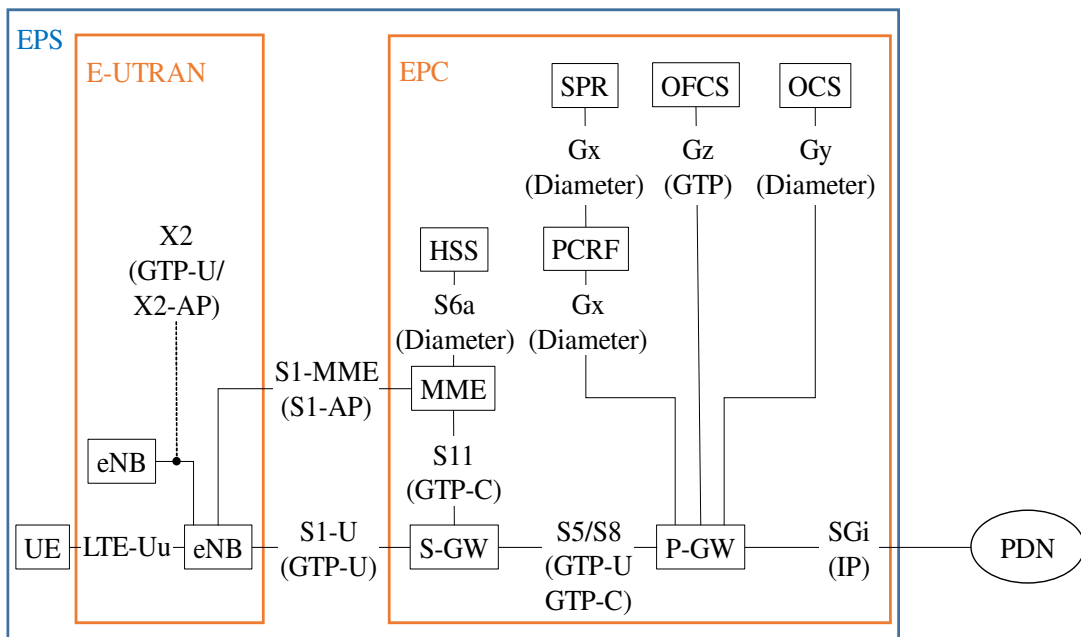 EPS
E-UTRAN
EPC
SPR
OFCS
OCS
Gx
(Diameter)
Gz
(GTP)
Gy
(Diameter)
X2
(GTP-U/
X2-AP)
HSS
PCRF
S6a
(Diameter)
Gx
(Diameter)
S1-MME
(S1-AP)
MME
eNB
S11
(GTP-C)
UE
LTE-Uu
eNB
S1-U
(GTP-U)
S-GW
S5/S8
(GTP-U
GTP-C)
P-GW
SGi
(IP)
PDN